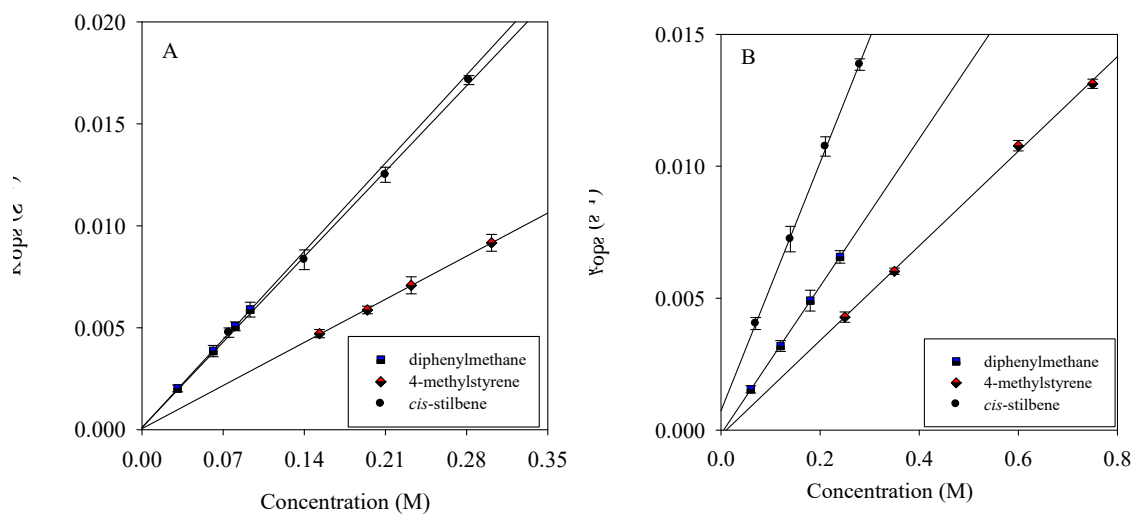 0.020
A
0.015
0.010
0.005
0.000
diphenylmethane
4-methylstyrene
cis-stilbene
0.00 0.07 0.14 0.21 0.28 0.35
Concentration (M)
0.015
B
0.010
0.005
0.000
diphenylmethane
4-methylstyrene
cis-stilbene
0.0 0.2 0.4 0.6 0.8
Concentration (M)